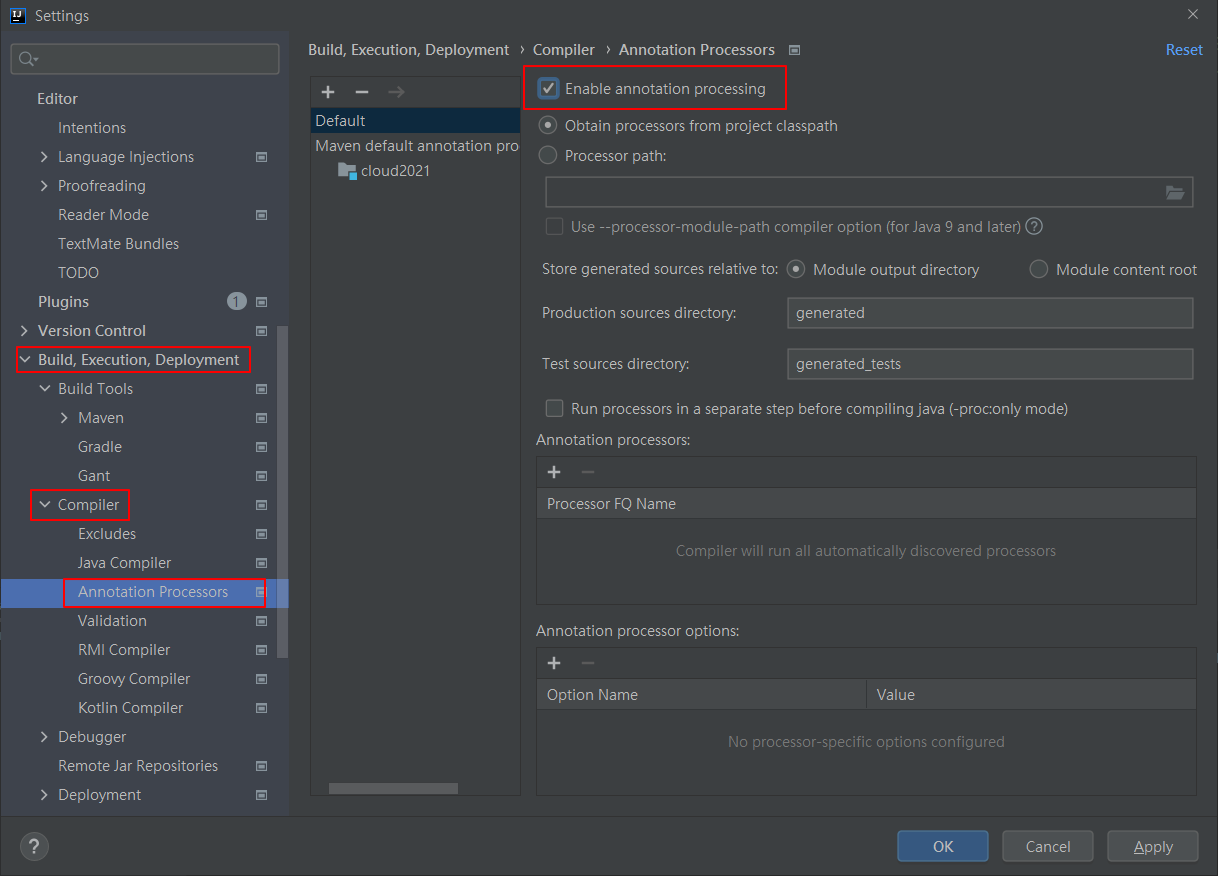 Settings
Editor
Intentions
Language Injections
Proofreading
Reader Mode
TextMate Bundles
TODO
Plugins 1
Version Control
Build, Execution, Deployment
Build Tools
Maven
Gradle
Gant
Compiler
Excludes
Java Compiler
Annotation Processors
Validation
RMI Compiler
Groovy Compiler
Kotlin Compiler
Debugger
Remote Jar Repositories
Deployment
Build, Execution, Deployment › Compiler › Annotation Processors
Reset
Default
Maven default annotation pro
cloud2021
Enable annotation processing
Obtain processors from project classpath
Processor path:
Use --processor-module-path compiler option (for Java 9 and later) ?
Store generated sources relative to: Module output directory Module content root
Production sources directory: generated
Test sources directory: generated_tests
Run processors in a separate step before compiling java (-proc:only mode)
Annotation processors:
Processor FQ Name
Compiler will run all automatically discovered processors
Annotation processor options:
Option Name Value
No processor-specific options configured
? OK Cancel Apply